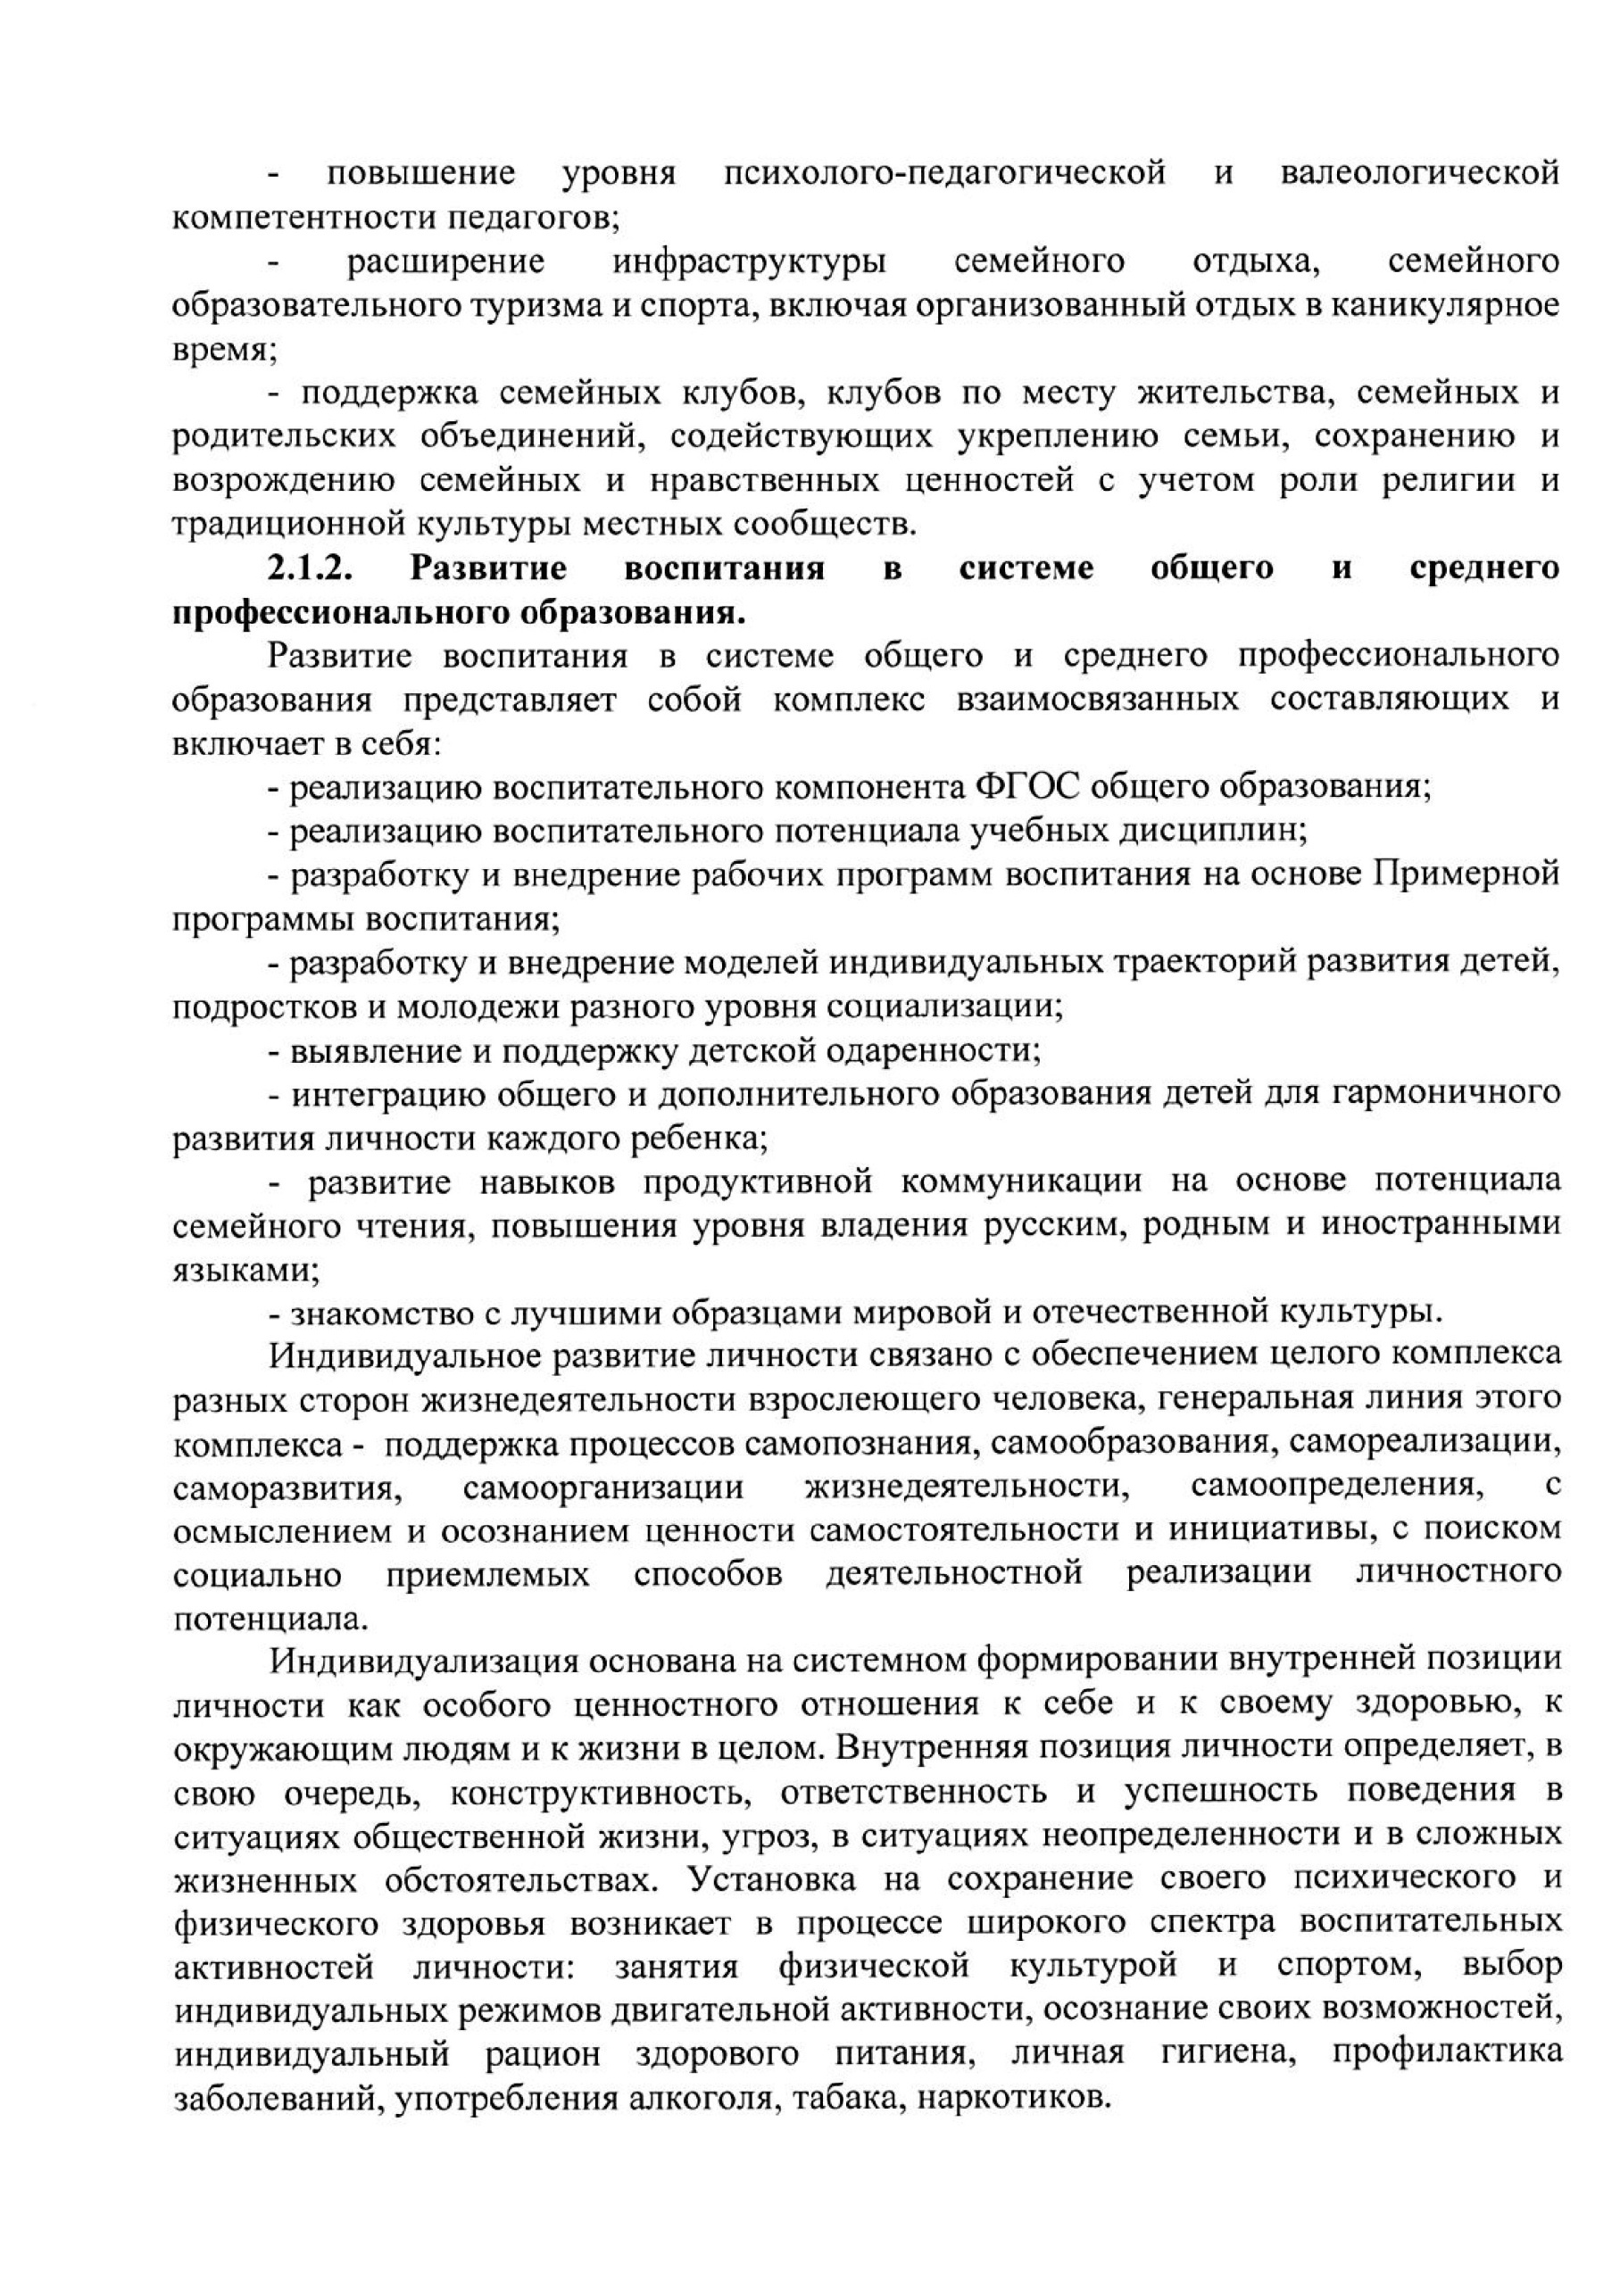 - повышение уровня психолого-педагогической и валеологической
компетентности педагогов;
- расширение инфраструктуры семейного отдыха, семейного
образовательного туризма и спорта, включая организованный отдых в каникулярное
время;
- поддержка семейных клубов, клубов по месту жительства, семейных и
родительских объединений, содействующих укреплению семьи, сохранению и
возрождению семейных и нравственных ценностей с учетом роли религии и
традиционной культуры местных сообществ.
2.1.2. Развитие воспитания в системе общего и среднего
профессионального образования.
Развитие воспитания в системе общего и среднего профессионального
образования представляет собой комплекс взаимосвязанных составляющих и
включает в себя:
- реализацию воспитательного компонента ФГОС общего образования;
- реализацию воспитательного потенциала учебных дисциплин;
- разработку и внедрение рабочих программ воспитания на основе Примерной
программы воспитания;
- разработку и внедрение моделей индивидуальных траекторий развития детей,
подростков и молодежи разного уровня социализации;
- выявление и поддержку детской одаренности;
- интеграцию общего и дополнительного образования детей для гармоничного
развития личности каждого ребенка;
- развитие навыков продуктивной коммуникации на основе потенциала
семейного чтения, повышения уровня владения русским, родным и иностранными
языками;
- знакомство с лучшими образцами мировой и отечественной культуры.
Индивидуальное развитие личности связано с обеспечением целого комплекса
разных сторон жизнедеятельности взрослеющего человека, генеральная линия этого
комплекса - поддержка процессов самопознания, самообразования, самореализации,
саморазвития, самоорганизации жизнедеятельности, самоопределения, с
осмыслением и осознанием ценности самостоятельности и инициативы, с поиском
социально приемлемых способов деятельностной реализации личностного
потенциала.
Индивидуализация основана на системном формировании внутренней позиции
личности как особого ценностного отношения к себе и к своему здоровью, к
окружающим людям и к жизни в целом. Внутренняя позиция личности определяет, в
свою очередь, конструктивность, ответственность и успешность поведения в
ситуациях общественной жизни, угроз, в ситуациях неопределенности и в сложных
жизненных обстоятельствах. Установка на сохранение своего психического и
физического здоровья возникает в процессе широкого спектра воспитательных
активностей личности: занятия физической культурой и спортом, выбор
индивидуальных режимов двигательной активности, осознание своих возможностей,
индивидуальный рацион здорового питания, личная гигиена, профилактика
заболеваний, употребления алкоголя, табака, наркотиков.